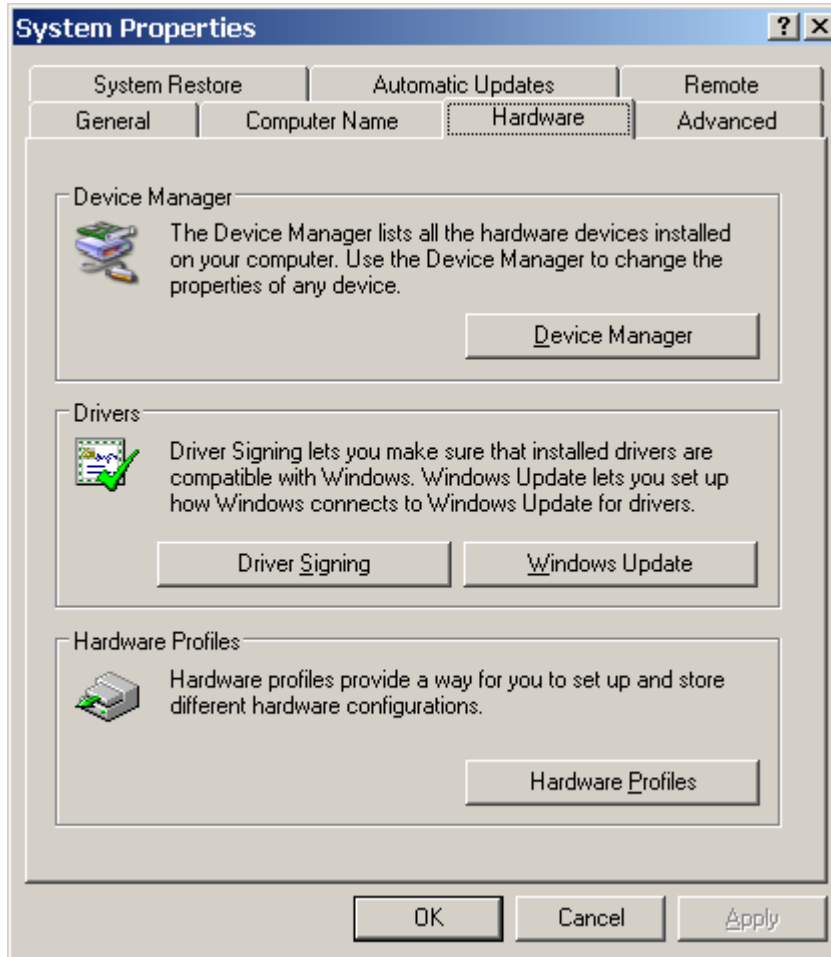 System Properties
System Restore
Automatic Updates
Remote
General
Computer Name
Hardware
Advanced
Device Manager
The Device Manager lists all the hardware devices installed
on your computer. Use the Device Manager to change the
properties of any device.
Device Manager
Drivers
Driver Signing lets you make sure that installed drivers are
compatible with Windows. Windows Update lets you set up
how Windows connects to Windows Update for drivers.
Driver Signing
Windows Update
Hardware Profiles
Hardware profiles provide a way for you to set up and store
different hardware configurations.
Hardware Profiles
OK
Cancel
Apply